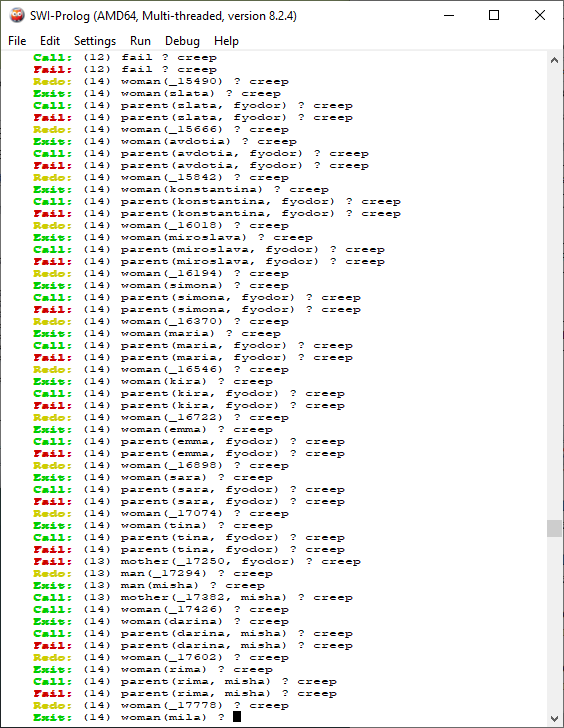 SWI-Prolog (AMD64, Multi-threaded, version 8.2.4)
File Edit Settings Run Debug Help
Call: (12) fail ? creep
Fail: (12) fail ? creep
Redo: (14) woman(_15490) ? creep
Exit: (14) woman(zlata) ? creep
Call: (14) parent(zlata, fyodor) ? creep
Fail: (14) parent(zlata, fyodor) ? creep
Redo: (14) woman(_15666) ? creep
Exit: (14) woman(avdotia) ? creep
Call: (14) parent(avdotia, fyodor) ? creep
Fail: (14) parent(avdotia, fyodor) ? creep
Redo: (14) woman(_15842) ? creep
Exit: (14) woman(konstantina) ? creep
Call: (14) parent(konstantina, fyodor) ? creep
Fail: (14) parent(konstantina, fyodor) ? creep
Redo: (14) woman(_16018) ? creep
Exit: (14) woman(miroslava) ? creep
Call: (14) parent(miroslava, fyodor) ? creep
Fail: (14) parent(miroslava, fyodor) ? creep
Redo: (14) woman(_16194) ? creep
Exit: (14) woman(simona) ? creep
Call: (14) parent(simona, fyodor) ? creep
Fail: (14) parent(simona, fyodor) ? creep
Redo: (14) woman(_16370) ? creep
Exit: (14) woman(maria) ? creep
Call: (14) parent(maria, fyodor) ? creep
Fail: (14) parent(maria, fyodor) ? creep
Redo: (14) woman(_16546) ? creep
Exit: (14) woman(kira) ? creep
Call: (14) parent(kira, fyodor) ? creep
Fail: (14) parent(kira, fyodor) ? creep
Redo: (14) woman(_16722) ? creep
Exit: (14) woman(emma) ? creep
Call: (14) parent(emma, fyodor) ? creep
Fail: (14) parent(emma, fyodor) ? creep
Redo: (14) woman(_16898) ? creep
Exit: (14) woman(sara) ? creep
Call: (14) parent(sara, fyodor) ? creep
Fail: (14) parent(sara, fyodor) ? creep
Redo: (14) woman(_17074) ? creep
Exit: (14) woman(tina) ? creep
Call: (14) parent(tina, fyodor) ? creep
Fail: (14) parent(tina, fyodor) ? creep
Fail: (13) mother(_17250, fyodor) ? creep
Redo: (13) man(_17294) ? creep
Exit: (13) man(misha) ? creep
Call: (13) mother(_17382, misha) ? creep
Call: (14) woman(_17426) ? creep
Exit: (14) woman(darina) ? creep
Call: (14) parent(darina, misha) ? creep
Fail: (14) parent(darina, misha) ? creep
Redo: (14) woman(_17602) ? creep
Exit: (14) woman(rima) ? creep
Call: (14) parent(rima, misha) ? creep
Fail: (14) parent(rima, misha) ? creep
Redo: (14) woman(_17778) ? creep
Exit: (14) woman(mila) ?